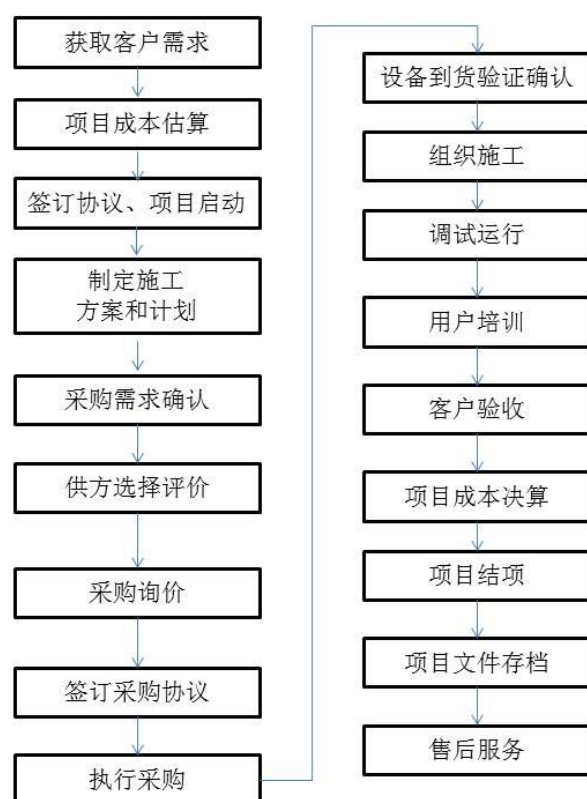 获取客户需求
项目成本估算
签订协议、项目启动
制定施工
方案和计划
采购需求确认
供方选择评价
采购询价
签订采购协议
执行采购
设备到货验证确认
组织施工
调试运行
用户培训
客户验收
项目成本决算
项目结项
项目文件存档
售后服务